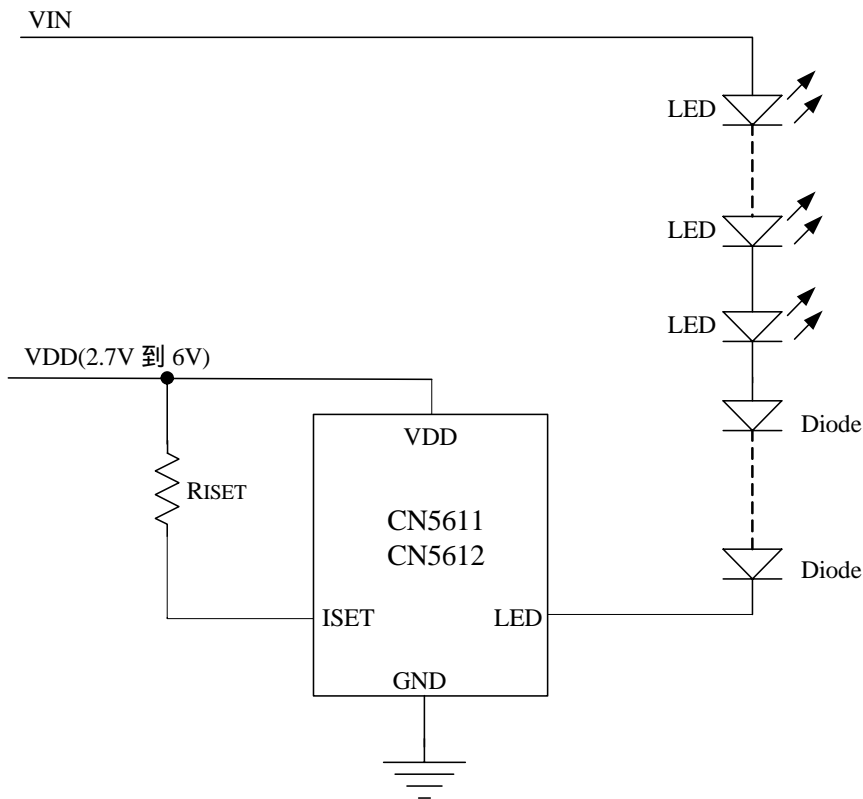 VIN
LED
LED
LED
VDD(2.7V 到 6V)
Diode
VDD
RISET
CN5611
CN5612
Diode
ISET
LED
GND